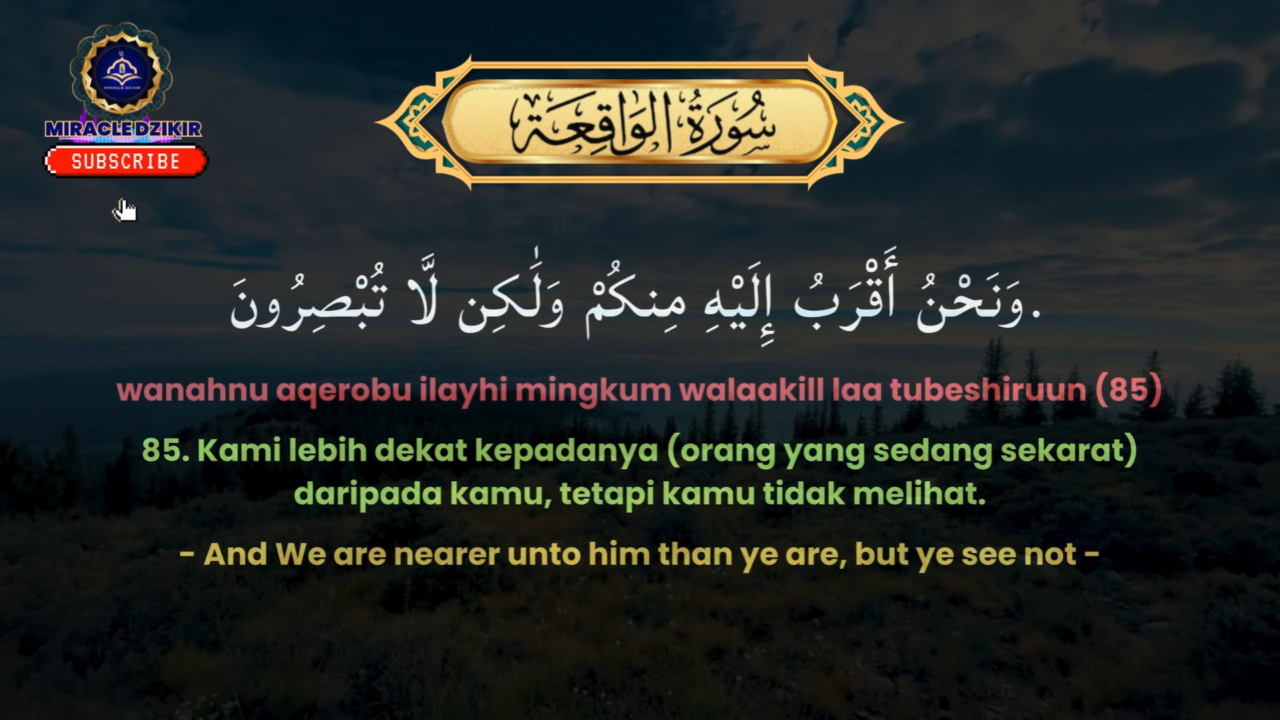 MIRACLE DZIKIR
SUBSCRIBE
سُورَةُ الوَاقِعَة
وَنَحْنُ أَقْرَبُ إِلَيْهِ مِنكُمْ وَلَٰكِن لَّا تُبْصِرُونَ.
wanahnu aqerobu ilayhi mingkum walaakill laa tubeshiruun (85)
85. Kami lebih dekat kepadanya (orang yang sedang sekarat)
daripada kamu, tetapi kamu tidak melihat.
- And We are nearer unto him than ye are, but ye see not -